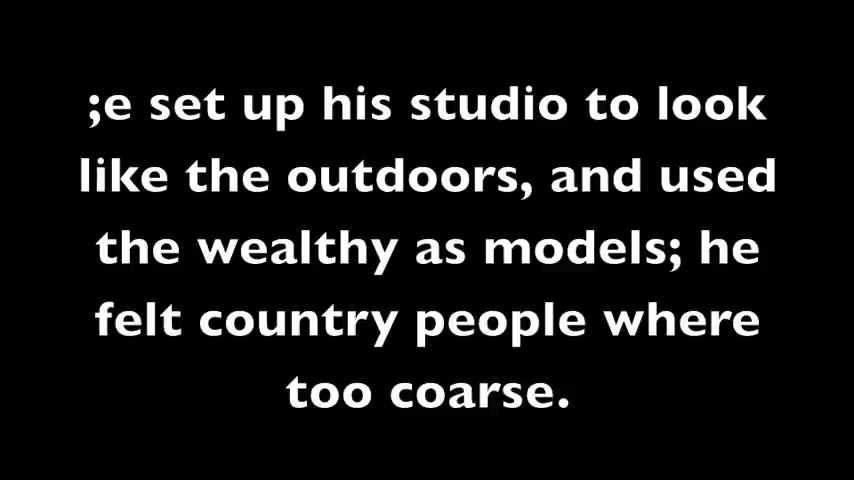 ;e set up his studio to look
like the outdoors, and used
the wealthy as models; he
felt country people where
too coarse.